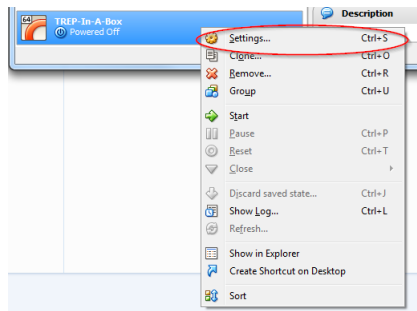 Description
64
TREP-In-A-Box
Powered Off
Settings... Ctrl+S
Clone... Ctrl+O
Remove... Ctrl+R
Group Ctrl+U
Start
Pause Ctrl+P
Reset Ctrl+T
Close
Discard saved state... Ctrl+J
Show Log... Ctrl+L
Refresh...
Show in Explorer
Create Shortcut on Desktop
Sort